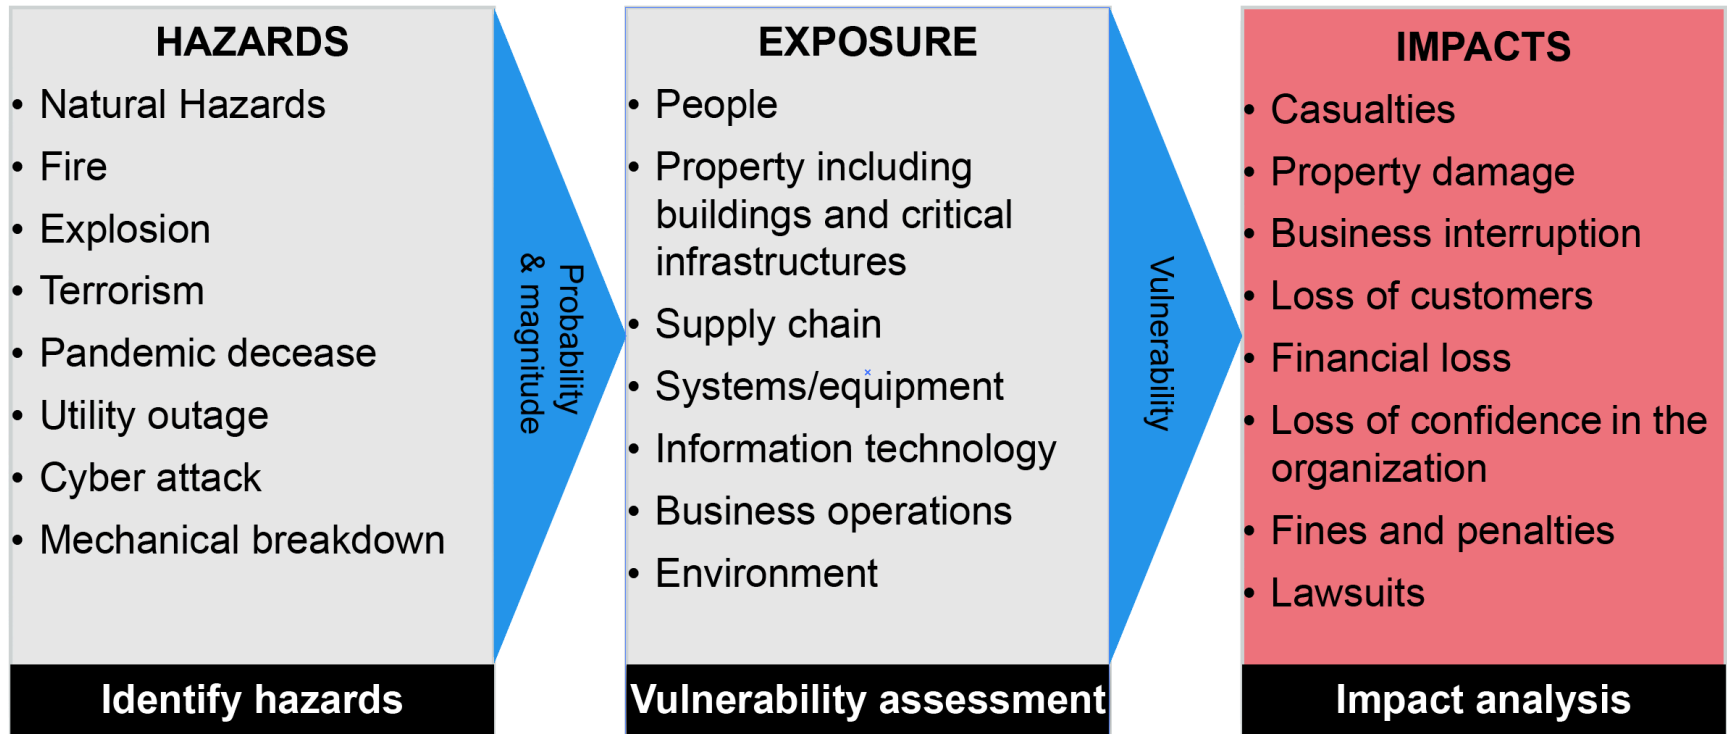 HAZARDS
• Natural Hazards
• Fire
• Explosion
• Terrorism
• Pandemic decease
• Utility outage
• Cyber attack
• Mechanical breakdown
Identify hazards
Probability
& magnitude
EXPOSURE
• People
• Property including
buildings and critical
infrastructures
• Supply chain
• Systems/equipment
• Information technology
• Business operations
• Environment
Vulnerability assessment
Vulnerability
IMPACTS
• Casualties
• Property damage
• Business interruption
• Loss of customers
• Financial loss
• Loss of confidence in the
organization
• Fines and penalties
• Lawsuits
Impact analysis